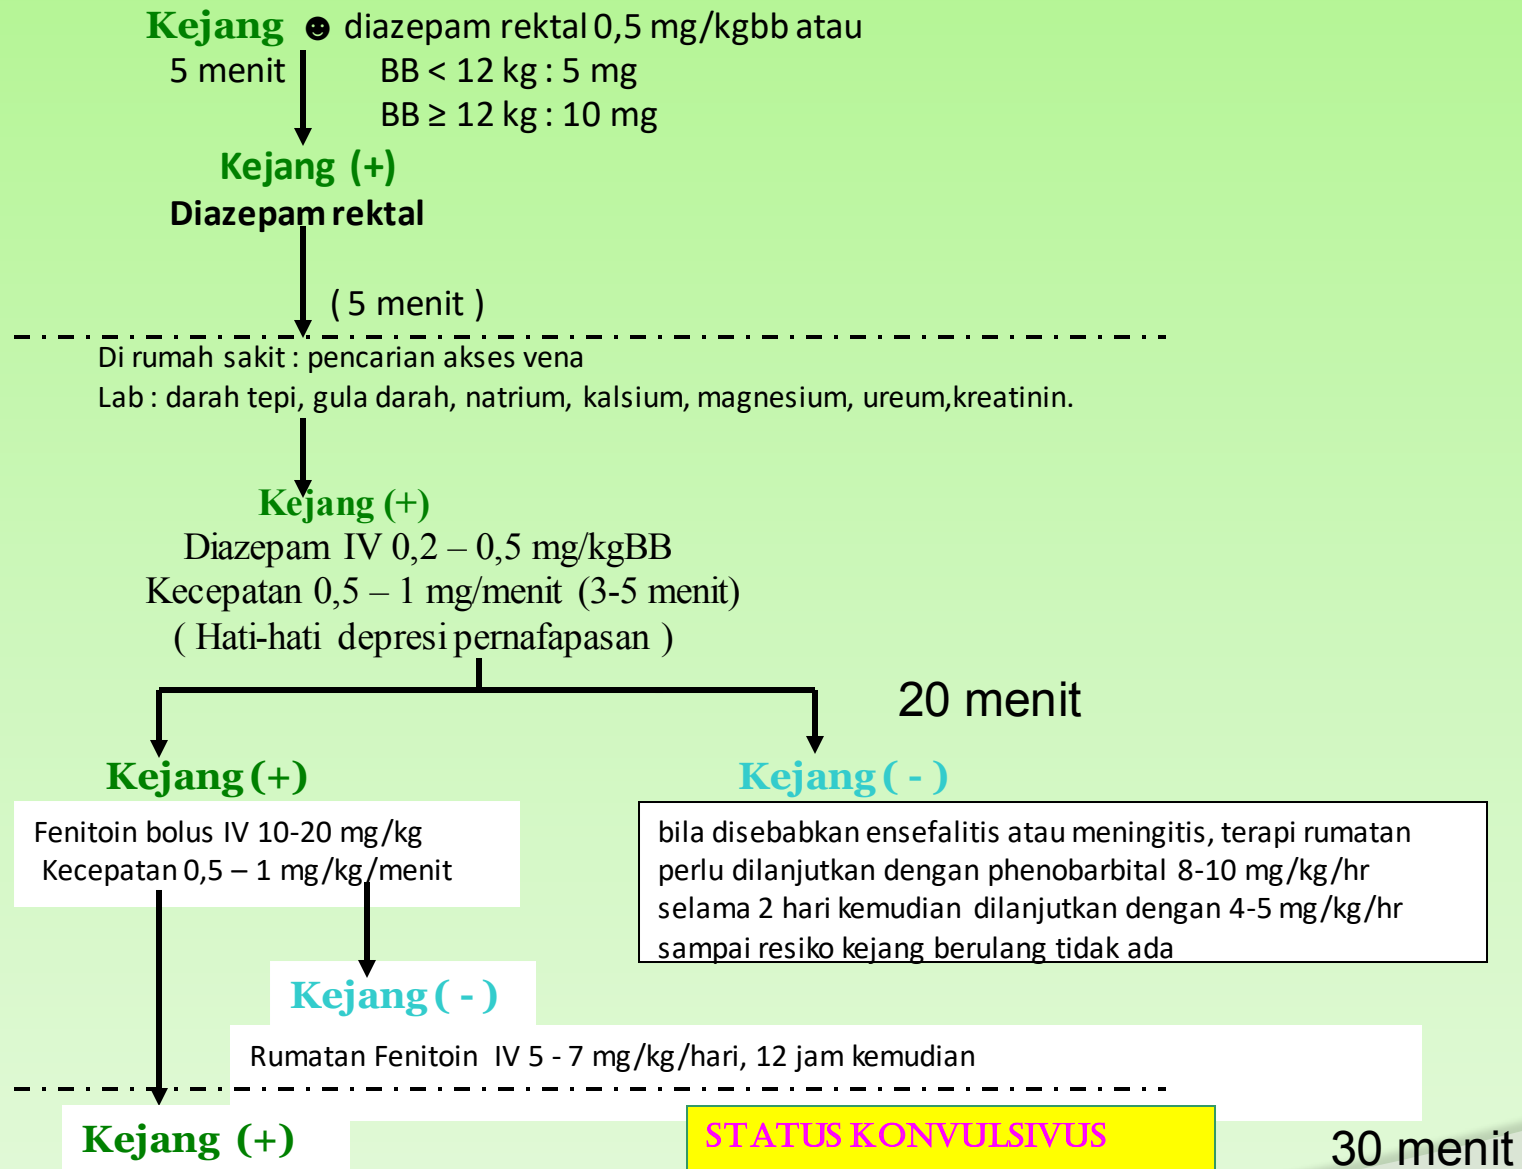 Kejang ☻ diazepam rektal 0,5 mg/kgbb atau
5 menit BB < 12 kg : 5 mg
BB ≥ 12 kg : 10 mg
Kejang (+)
Diazepam rektal
( 5 menit )
Di rumah sakit : pencarian akses vena
Lab : darah tepi, gula darah, natrium, kalsium, magnesium, ureum,kreatinin.
Kejang (+)
Diazepam IV 0,2 – 0,5 mg/kgBB
Kecepatan 0,5 – 1 mg/menit (3-5 menit)
( Hati-hati depresi pernafapasan )
20 menit
Kejang (+)
Kejang ( - )
Fenitoin bolus IV 10-20 mg/kg
Kecepatan 0,5 – 1 mg/kg/menit
bila disebabkan ensefalitis atau meningitis, terapi rumatan
perlu dilanjutkan dengan phenobarbital 8-10 mg/kg/hr
selama 2 hari kemudian dilanjutkan dengan 4-5 mg/kg/hr
sampai resiko kejang berulang tidak ada
Kejang ( - )
Rumatan Fenitoin IV 5 - 7 mg/kg/hari, 12 jam kemudian
Kejang (+)
STATUS KONVULSIVUS
30 menit